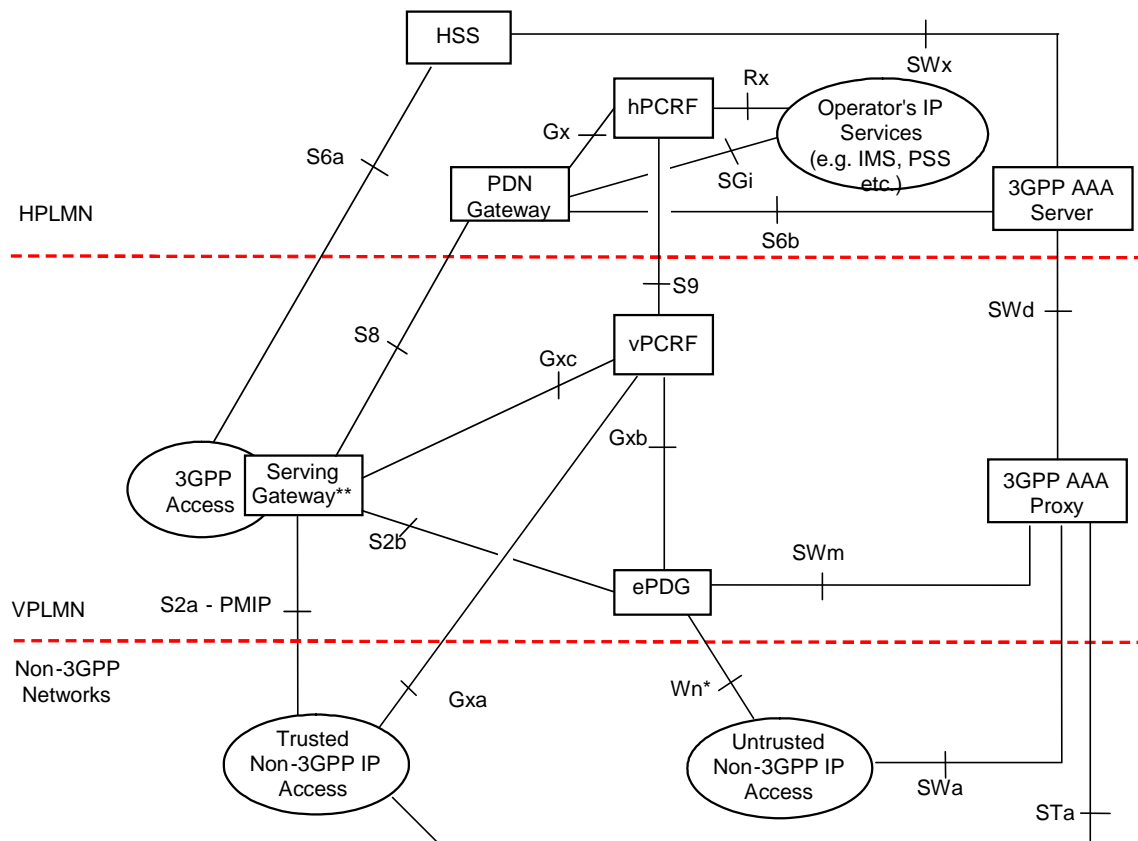 HSS
SWx
hPCRF
Rx
Operator's IP
Services
(e.g. IMS, PSS
etc.)
Gx
S6a
SGi
PDN
Gateway
3GPP AAA
Server
HPLMN
S6b
S9
SWd
S8
vPCRF
Gxc
Gxb
3GPP
Access
Serving
Gateway**
3GPP AAA
Proxy
S2b
SWm
ePDG
VPLMN
S2a - PMIP
Non-3GPP
Networks
Wn*
Gxa
Trusted
Non-3GPP IP
Access
Untrusted
Non-3GPP IP
Access
SWa
STa